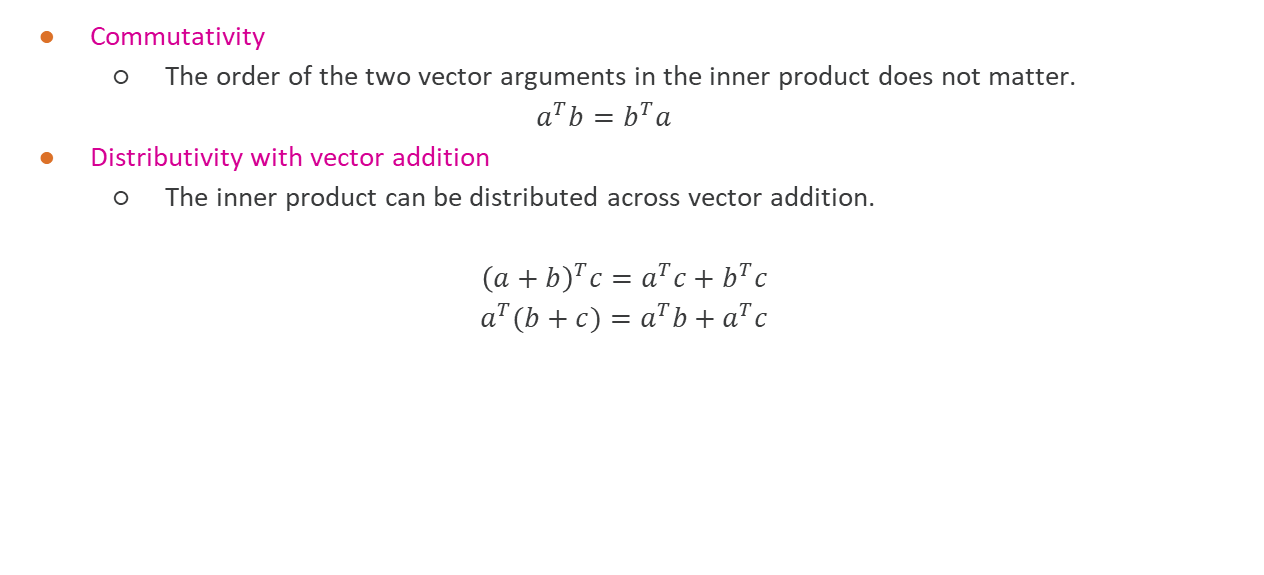 • Commutativity
○ The order of the two vector arguments in the inner product does not matter.
$a^T b = b^T a$
• Distributivity with vector addition
○ The inner product can be distributed across vector addition.
$(a + b)^T c = a^T c + b^T c$
$a^T (b + c) = a^T b + a^T c$